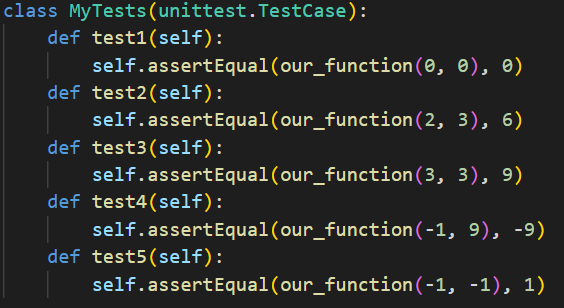 class MyTests(unittest.TestCase):
    def test1(self):
        self.assertEqual(our_function(0, 0), 0)
    def test2(self):
        self.assertEqual(our_function(2, 3), 6)
    def test3(self):
        self.assertEqual(our_function(3, 3), 9)
    def test4(self):
        self.assertEqual(our_function(-1, 9), -9)
    def test5(self):
        self.assertEqual(our_function(-1, -1), 1)